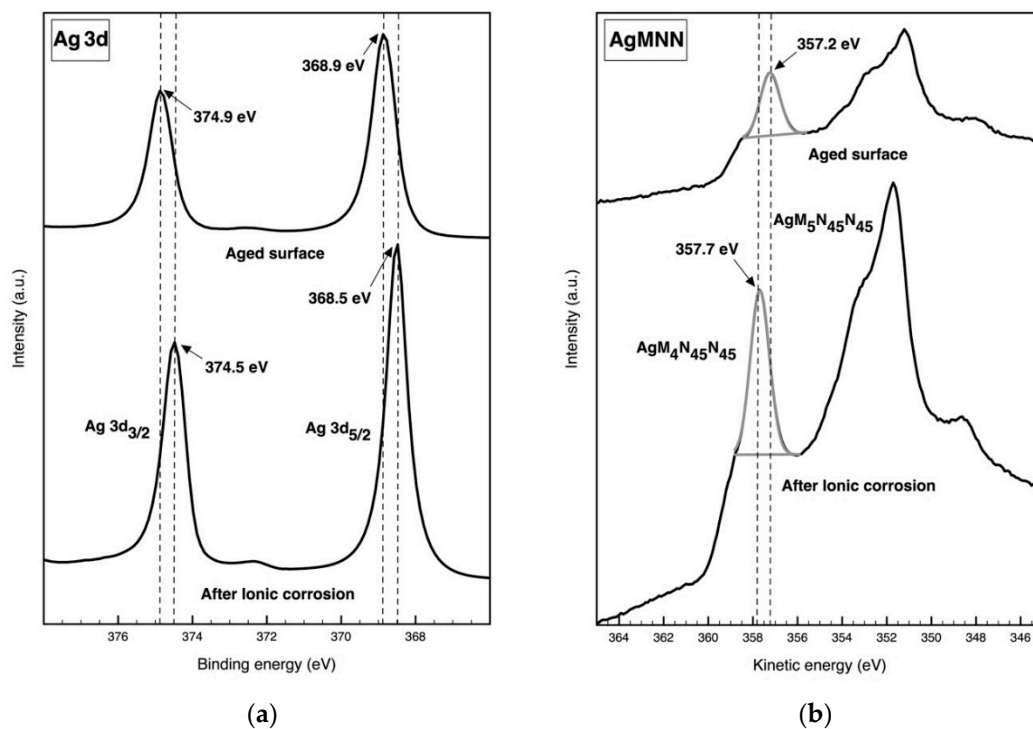 Ag 3d
368.9 eV
374.9 eV
Aged surface
368.5 eV
374.5 eV
Ag 3d3/2
Ag 3d5/2
After Ionic corrosion
Intensity (a.u.)
376 374 372 370 368
Binding energy (eV)
(a)
AgMNN
357.2 eV
Aged surface
AgM5N45N45
357.7 eV
AgM4N45N45
After Ionic corrosion
Intensity (a.u.)
364 362 360 358 356 354 352 350 348 346
Kinetic energy (eV)
(b)